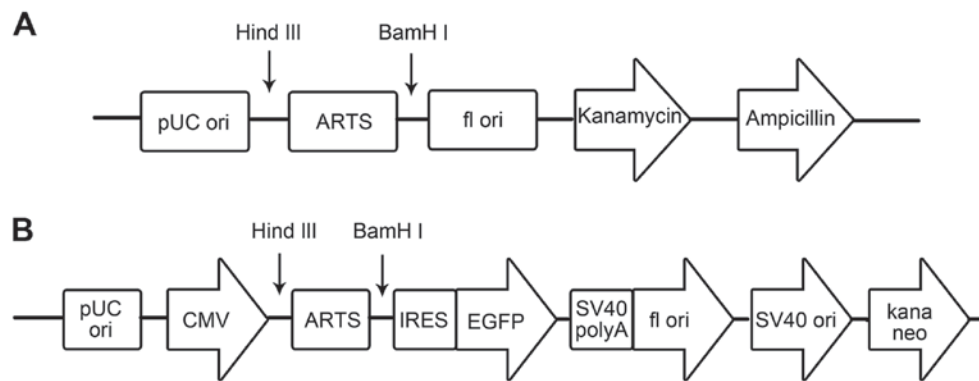 A
Hind III
BamH I
pUC ori
ARTS
fl ori
Kanamycin
Ampicillin
B
Hind III
BamH I
pUC
ori
CMV
ARTS
IRES
EGFP
SV40
polyA
fl ori
SV40 ori
kana
neo